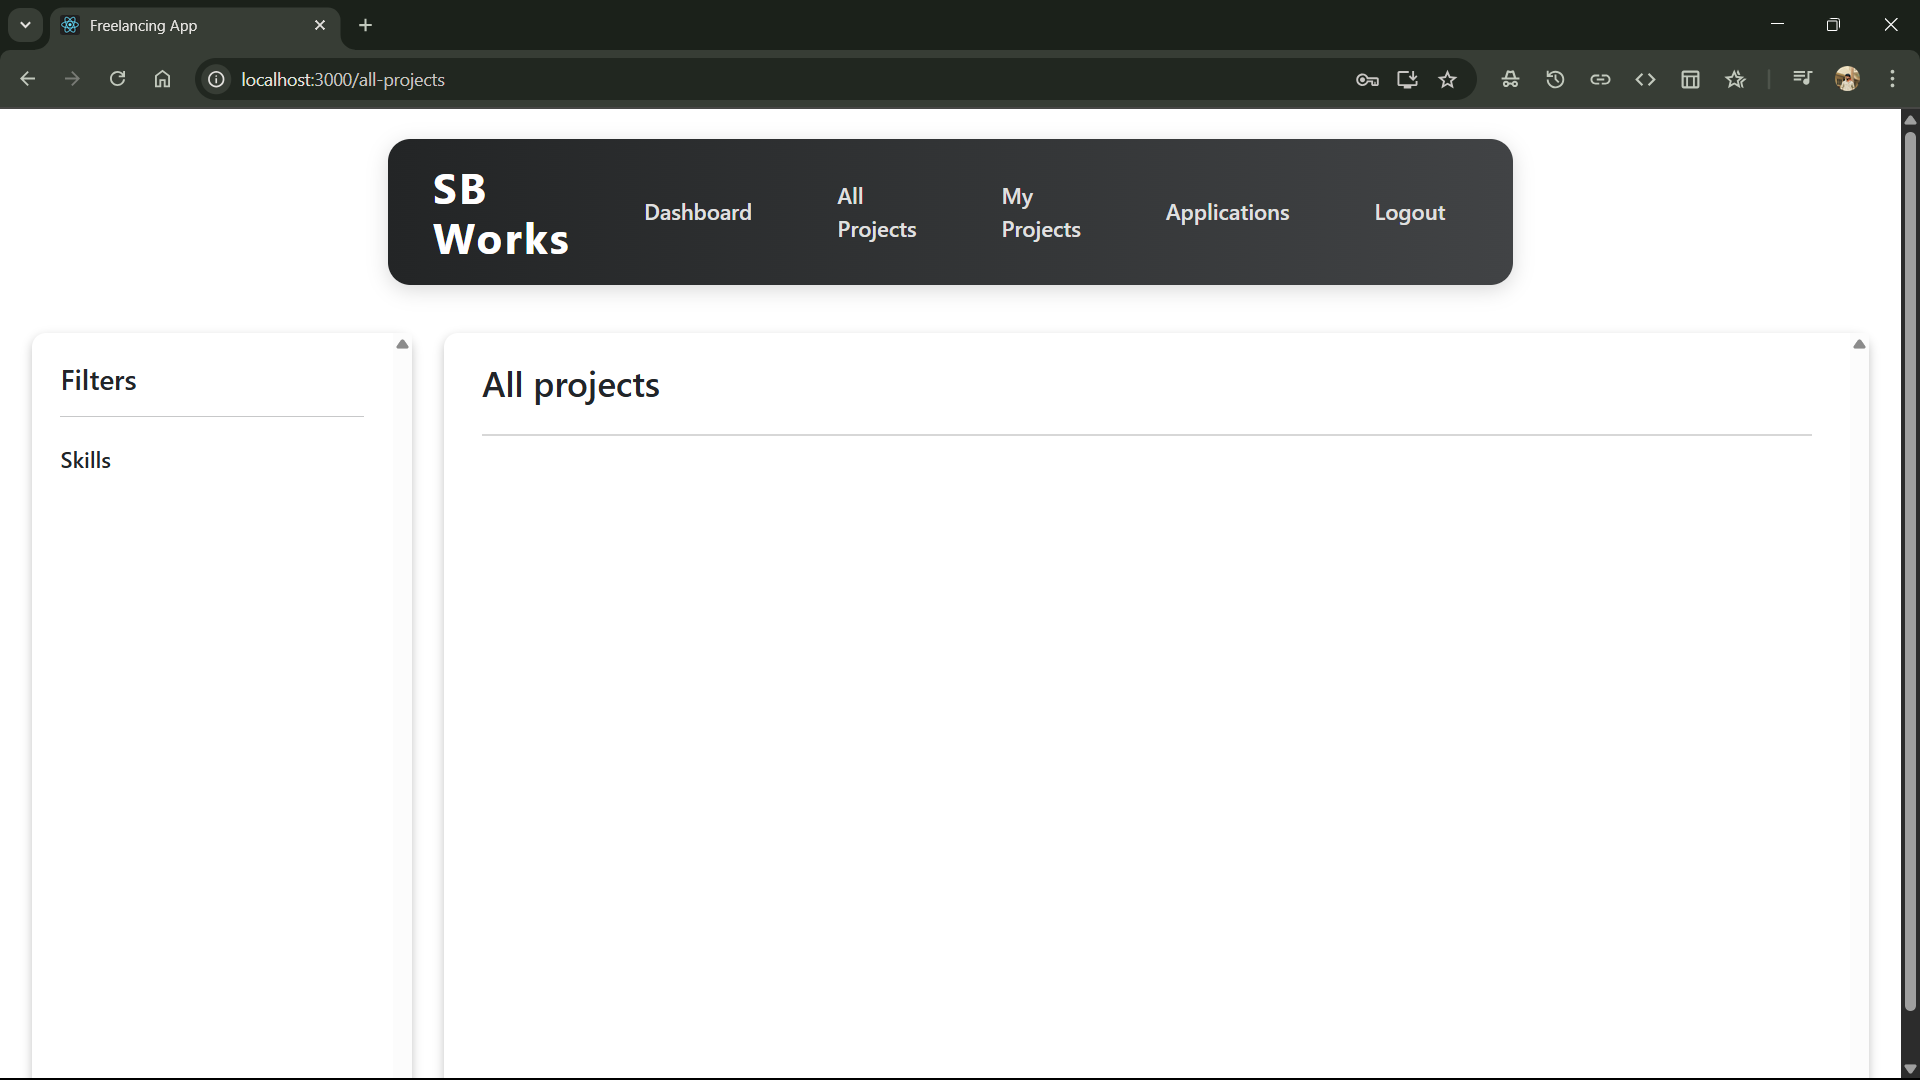 Freelancing App
localhost:3000/all-projects
SB
Works
Dashboard
All
Projects
My
Projects
Applications
Logout
Filters
Skills
All projects